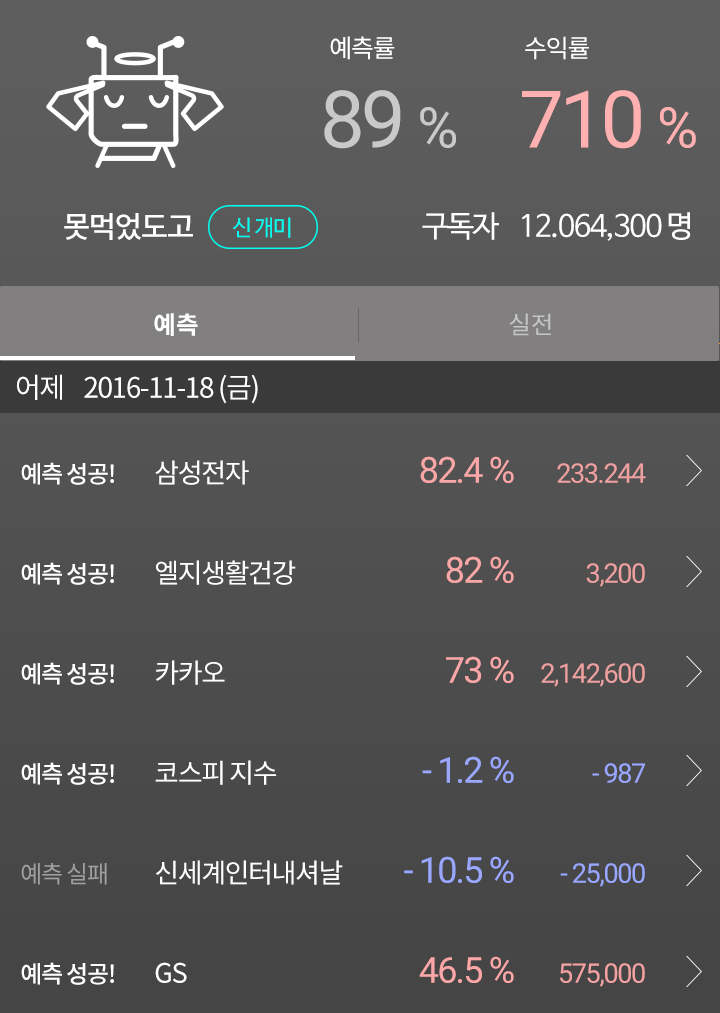 예측률 수익률
89 % 710 %
못먹었도고 신개미 구독자 12.064,300 명
예측 실전
어제 2016-11-18 (금)
예측 성공! 삼성전자 82.4 % 233.244
예측 성공! 엘지생활건강 82 % 3,200
예측 성공! 카카오 73 % 2,142,600
예측 성공! 코스피 지수 - 1.2 % - 987
예측 실패 신세계인터내셔날 - 10.5 % - 25,000
예측 성공! GS 46.5 % 575,000